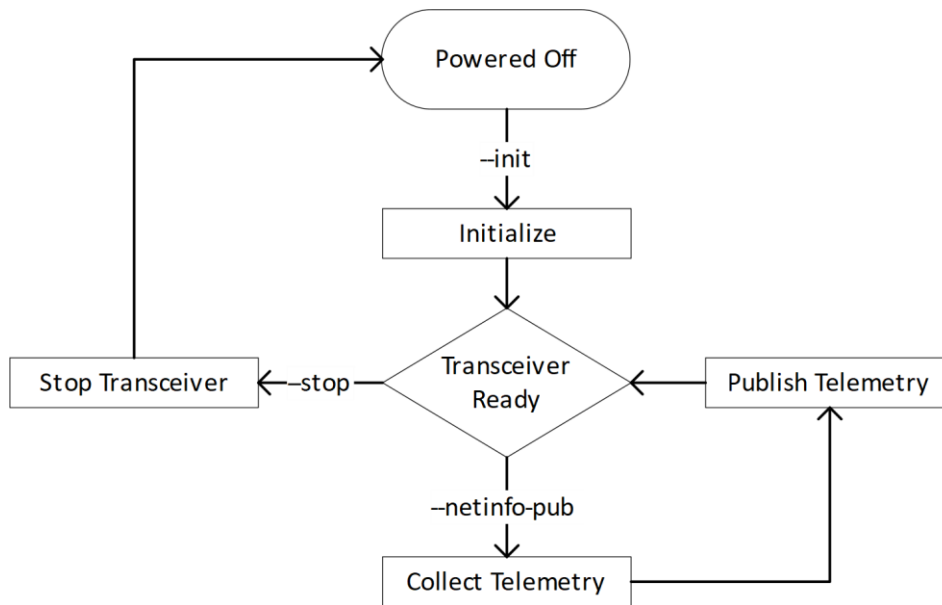 Powered Off
--init
Initialize
Transceiver
Ready
Stop Transceiver
--stop
Publish Telemetry
--netinfo-pub
Collect Telemetry